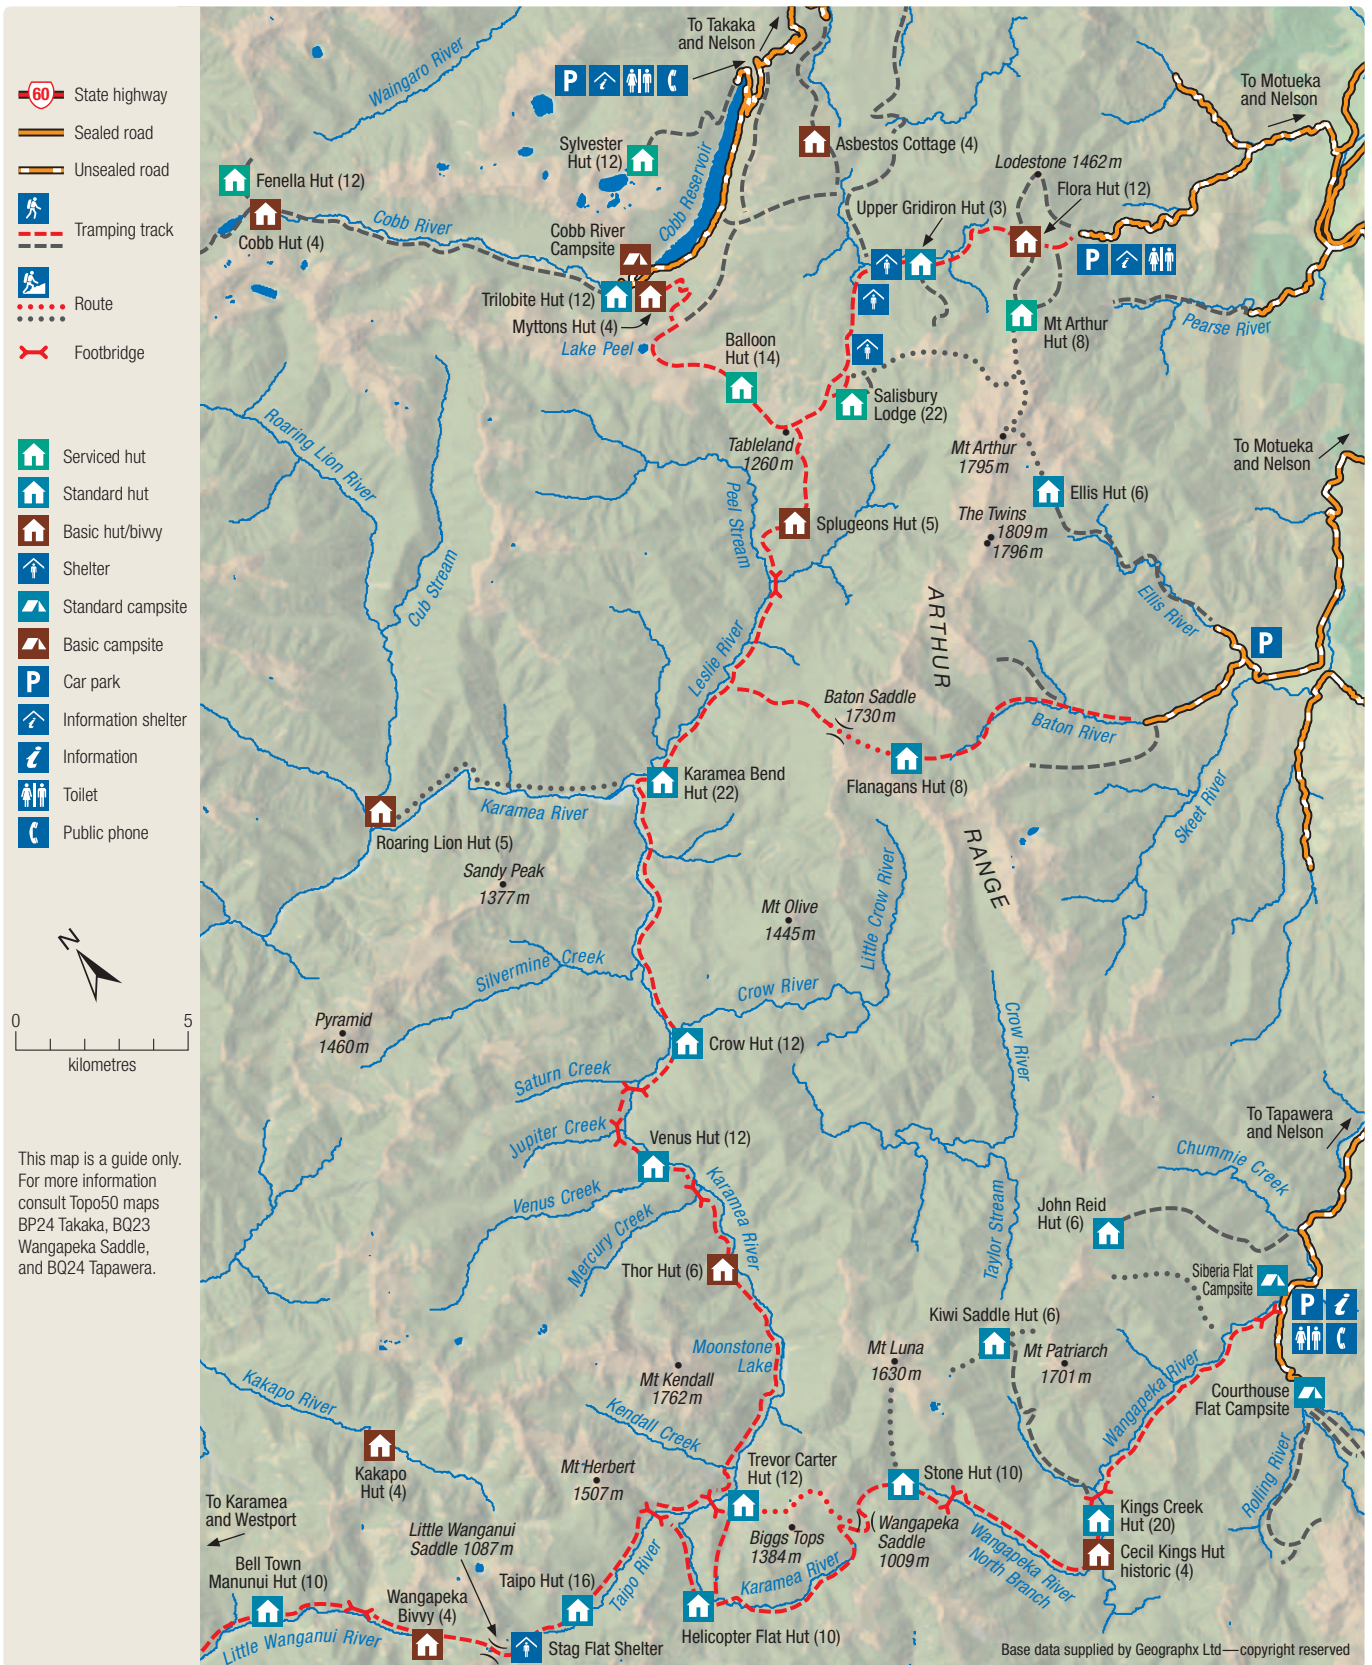 60 State highway
Sealed road
Unsealed road
Tramping track
Route
Footbridge
Serviced hut
Standard hut
Basic hut/bivvy
Shelter
Standard campsite
Basic campsite
P Car park
Information shelter
i Information
Toilet
Public phone
N
0 5
kilometres
This map is a guide only.
For more information
consult Topo50 maps
BP24 Takaka, BQ23
Wangapeka Saddle,
and BQ24 Tapawera.
To Takaka
and Nelson
P
Waingaro River
To Motueka
and Nelson
Asbestos Cottage (4)
Sylvester
Hut (12)
Cobb Reservoir
Lodestone 1462 m
Fenella Hut (12)
Flora Hut (12)
Upper Gridiron Hut (3)
Cobb River
Cobb Hut (4)
Cobb River
Campsite
P
Trilobite Hut (12)
Myttons Hut (4)
Lake Peel
Mt Arthur
Hut (8)
Pearse River
Balloon
Hut (14)
Salisbury
Lodge (22)
Roaring Lion River
Tableland
1260 m
Mt Arthur
1795 m
To Motueka
and Nelson
Ellis Hut (6)
Peel Stream
Splugeons Hut (5)
The Twins
1809 m
1796 m
Cub Stream
Ellis River
ARTHUR
P
Leslie River
Baton Saddle
1730 m
Baton River
Flanagans Hut (8)
Karamea Bend
Hut (22)
Karamea River
Roaring Lion Hut (5)
Skeet River
RANGE
Sandy Peak
1377 m
Mt Olive
1445 m
Little Crow River
Silvermine Creek
Crow River
Crow River
Pyramid
1460 m
Crow Hut (12)
Saturn Creek
Jupiter Creek
To Tapawera
and Nelson
Venus Hut (12)
Chummie Creek
Venus Creek
Karamea River
Mercury Creek
Taylor Stream
John Reid
Hut (6)
Thor Hut (6)
Siberia Flat
Campsite
P i
Kiwi Saddle Hut (6)
Moonstone
Lake
Mt Luna
1630 m
Mt Patriarch
1701 m
Mt Kendall
1762 m
Wangapeka River
Courthouse
Flat Campsite
Kakapo River
Kendall Creek
Kakapo
Hut (4)
Mt Herbert
1507 m
Trevor Carter
Hut (12)
Stone Hut (10)
Rolling River
To Karamea
and Westport
Kings Creek
Hut (20)
Little Wanganui
Saddle 1087 m
Biggs Tops
1384 m
Wangapeka
Saddle
1009 m
Wangapeka River
North Branch
Cecil Kings Hut
historic (4)
Bell Town
Manunui Hut (10)
Wangapeka
Bivvy (4)
Taipo Hut (16)
Taipo River
Karamea River
Little Wanganui River
Stag Flat Shelter
Helicopter Flat Hut (10)
Base data supplied by Geographx Ltd—copyright reserved